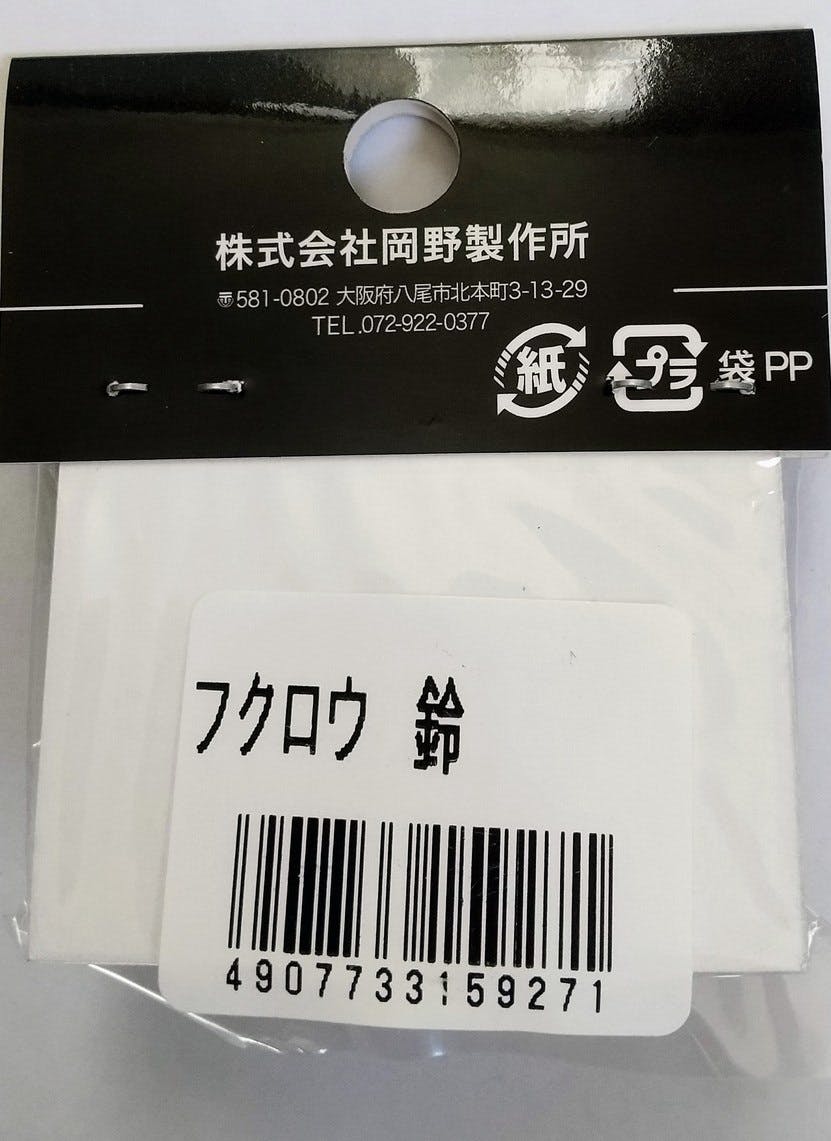 株式会社岡野製作所
〠581-0802 大阪府八尾市北本町3-13-29
TEL.072-922-0377
紙 プラ 袋 PP
フクロウ 鈴
4907733159271